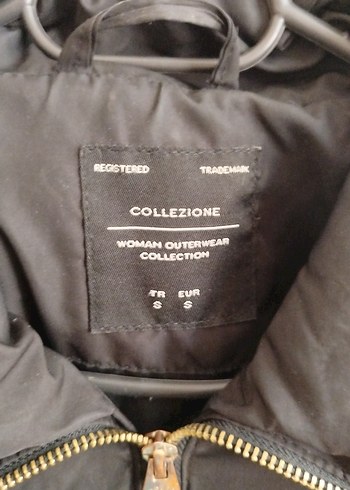 REGISTERED TRADEMARK
COLLEZIONE
WOMAN OUTERWEAR
COLLECTION
TR EUR
S S